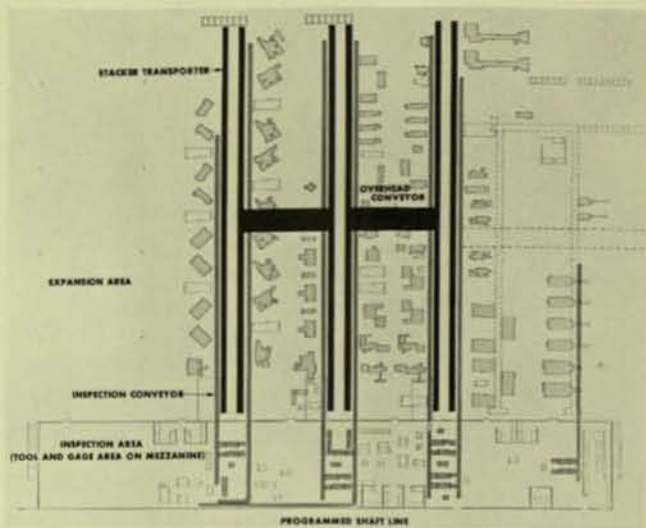 STACKER TRANSPORTER
OVERHEAD
CONVEYOR
EXPANSION AREA
INSPECTION CONVEYOR
INSPECTION AREA
(TOOL AND GAGE AREA ON MEZZANINE)
PROGRAMMED SHAFT LINE